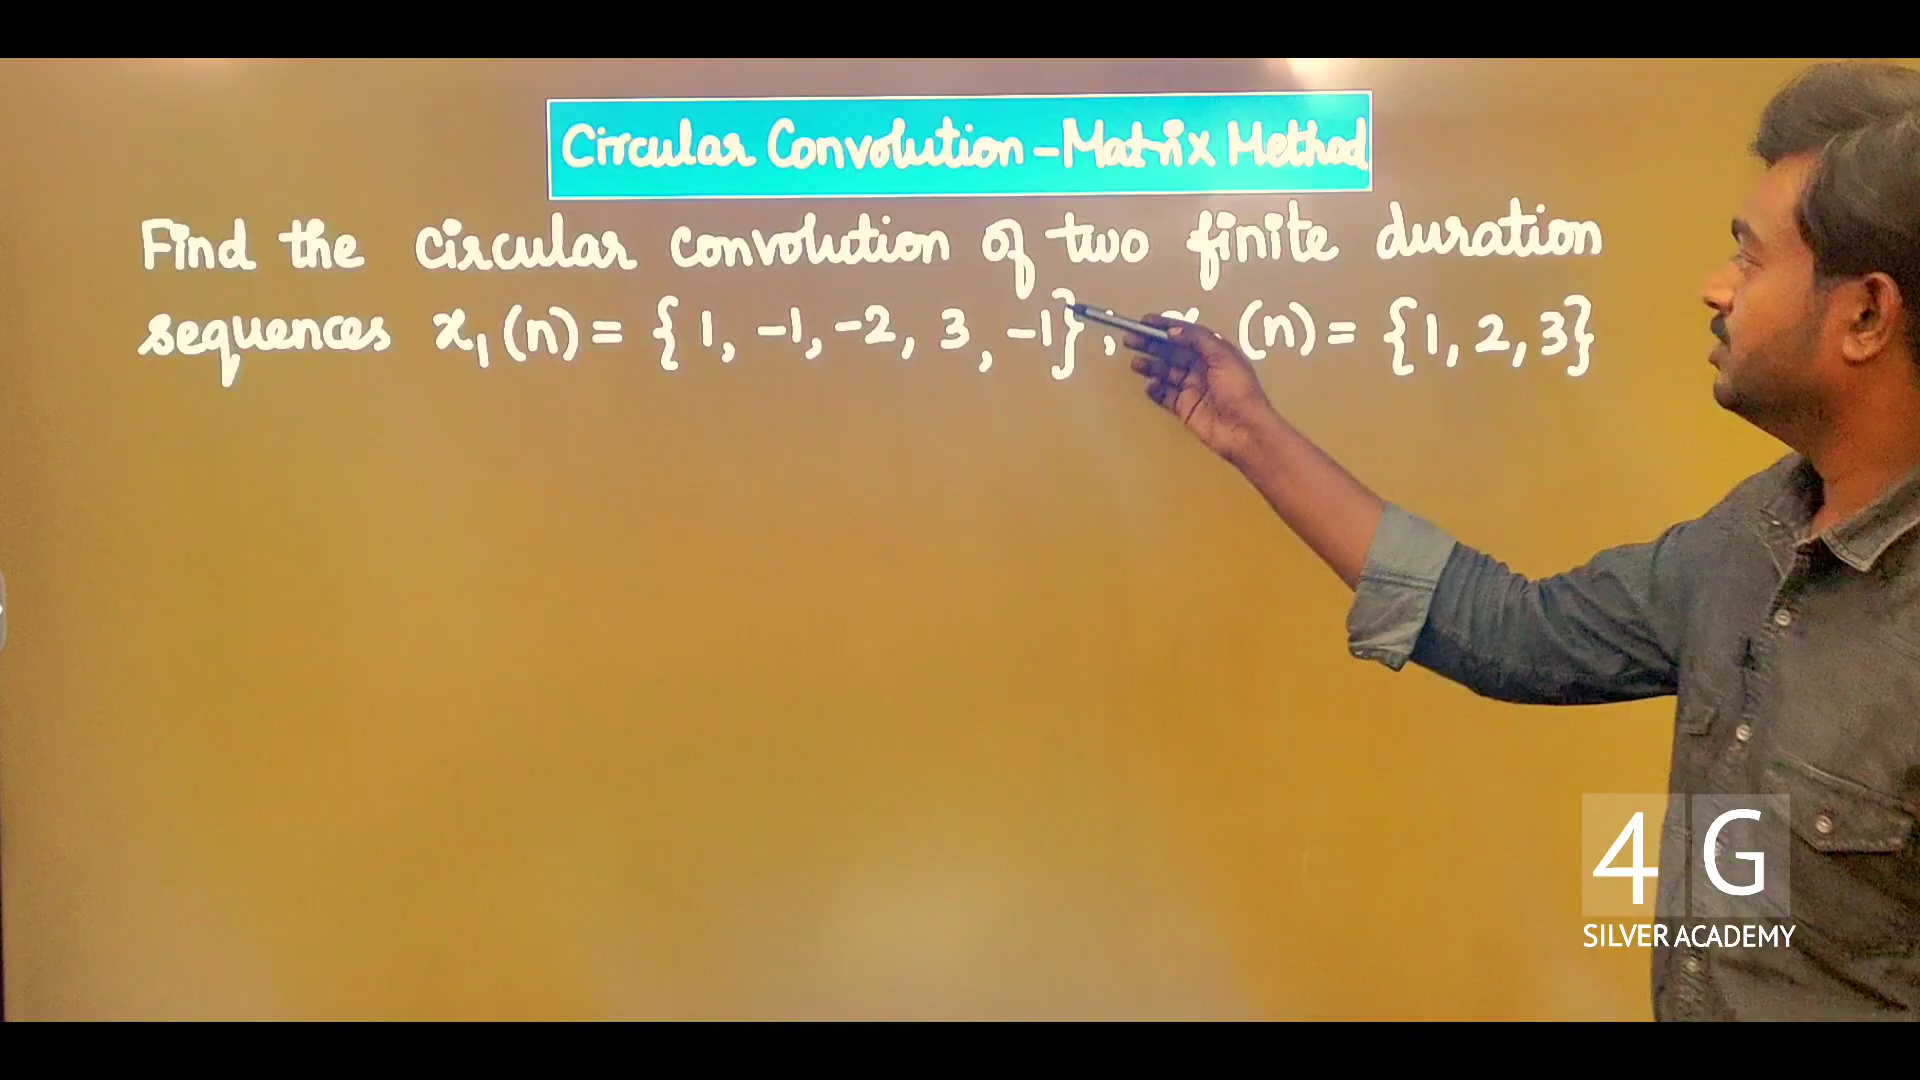 Circular Convolution - Matrix Method
Find the circular convolution of two finite duration
sequences x₁(n) = {1, -1, -2, 3, -1}; (n) = {1, 2, 3}
4G
SILVER ACADEMY